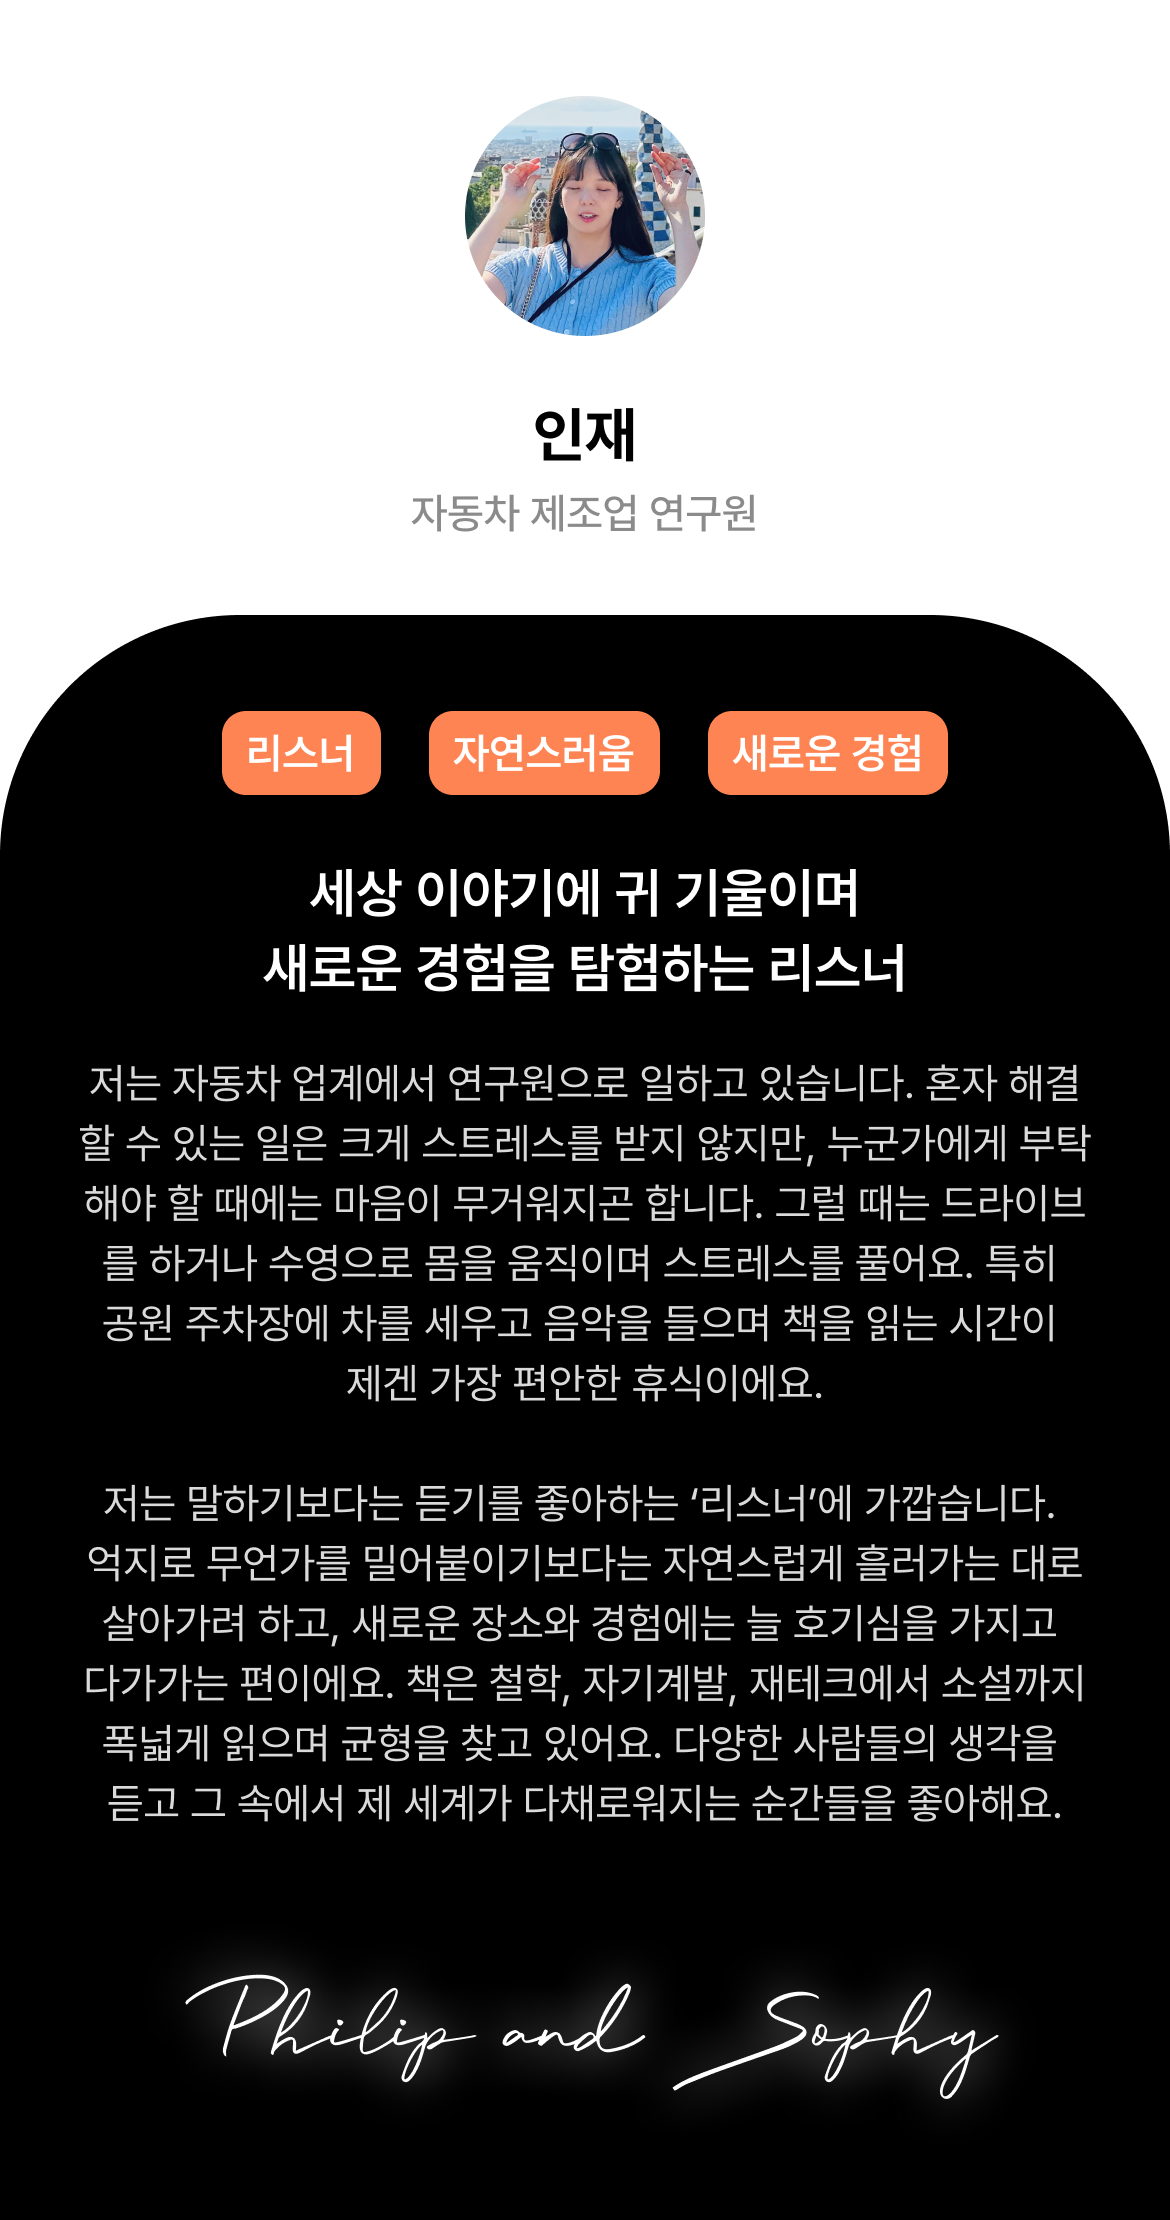 인재
자동차 제조업 연구원
리스너 자연스러움 새로운 경험
세상 이야기에 귀 기울이며
새로운 경험을 탐험하는 리스너
저는 자동차 업계에서 연구원으로 일하고 있습니다. 혼자 해결
할 수 있는 일은 크게 스트레스를 받지 않지만, 누군가에게 부탁
해야 할 때에는 마음이 무거워지곤 합니다. 그럴 때는 드라이브
를 하거나 수영으로 몸을 움직이며 스트레스를 풀어요. 특히
공원 주차장에 차를 세우고 음악을 들으며 책을 읽는 시간이
제겐 가장 편안한 휴식이에요.
저는 말하기보다는 듣기를 좋아하는 ‘리스너’에 가깝습니다.
억지로 무언가를 밀어붙이기보다는 자연스럽게 흘러가는 대로
살아가려 하고, 새로운 장소와 경험에는 늘 호기심을 가지고
다가가는 편이에요. 책은 철학, 자기계발, 재테크에서 소설까지
폭넓게 읽으며 균형을 찾고 있어요. 다양한 사람들의 생각을
듣고 그 속에서 제 세계가 다채로워지는 순간들을 좋아해요.
Philip and Sophy